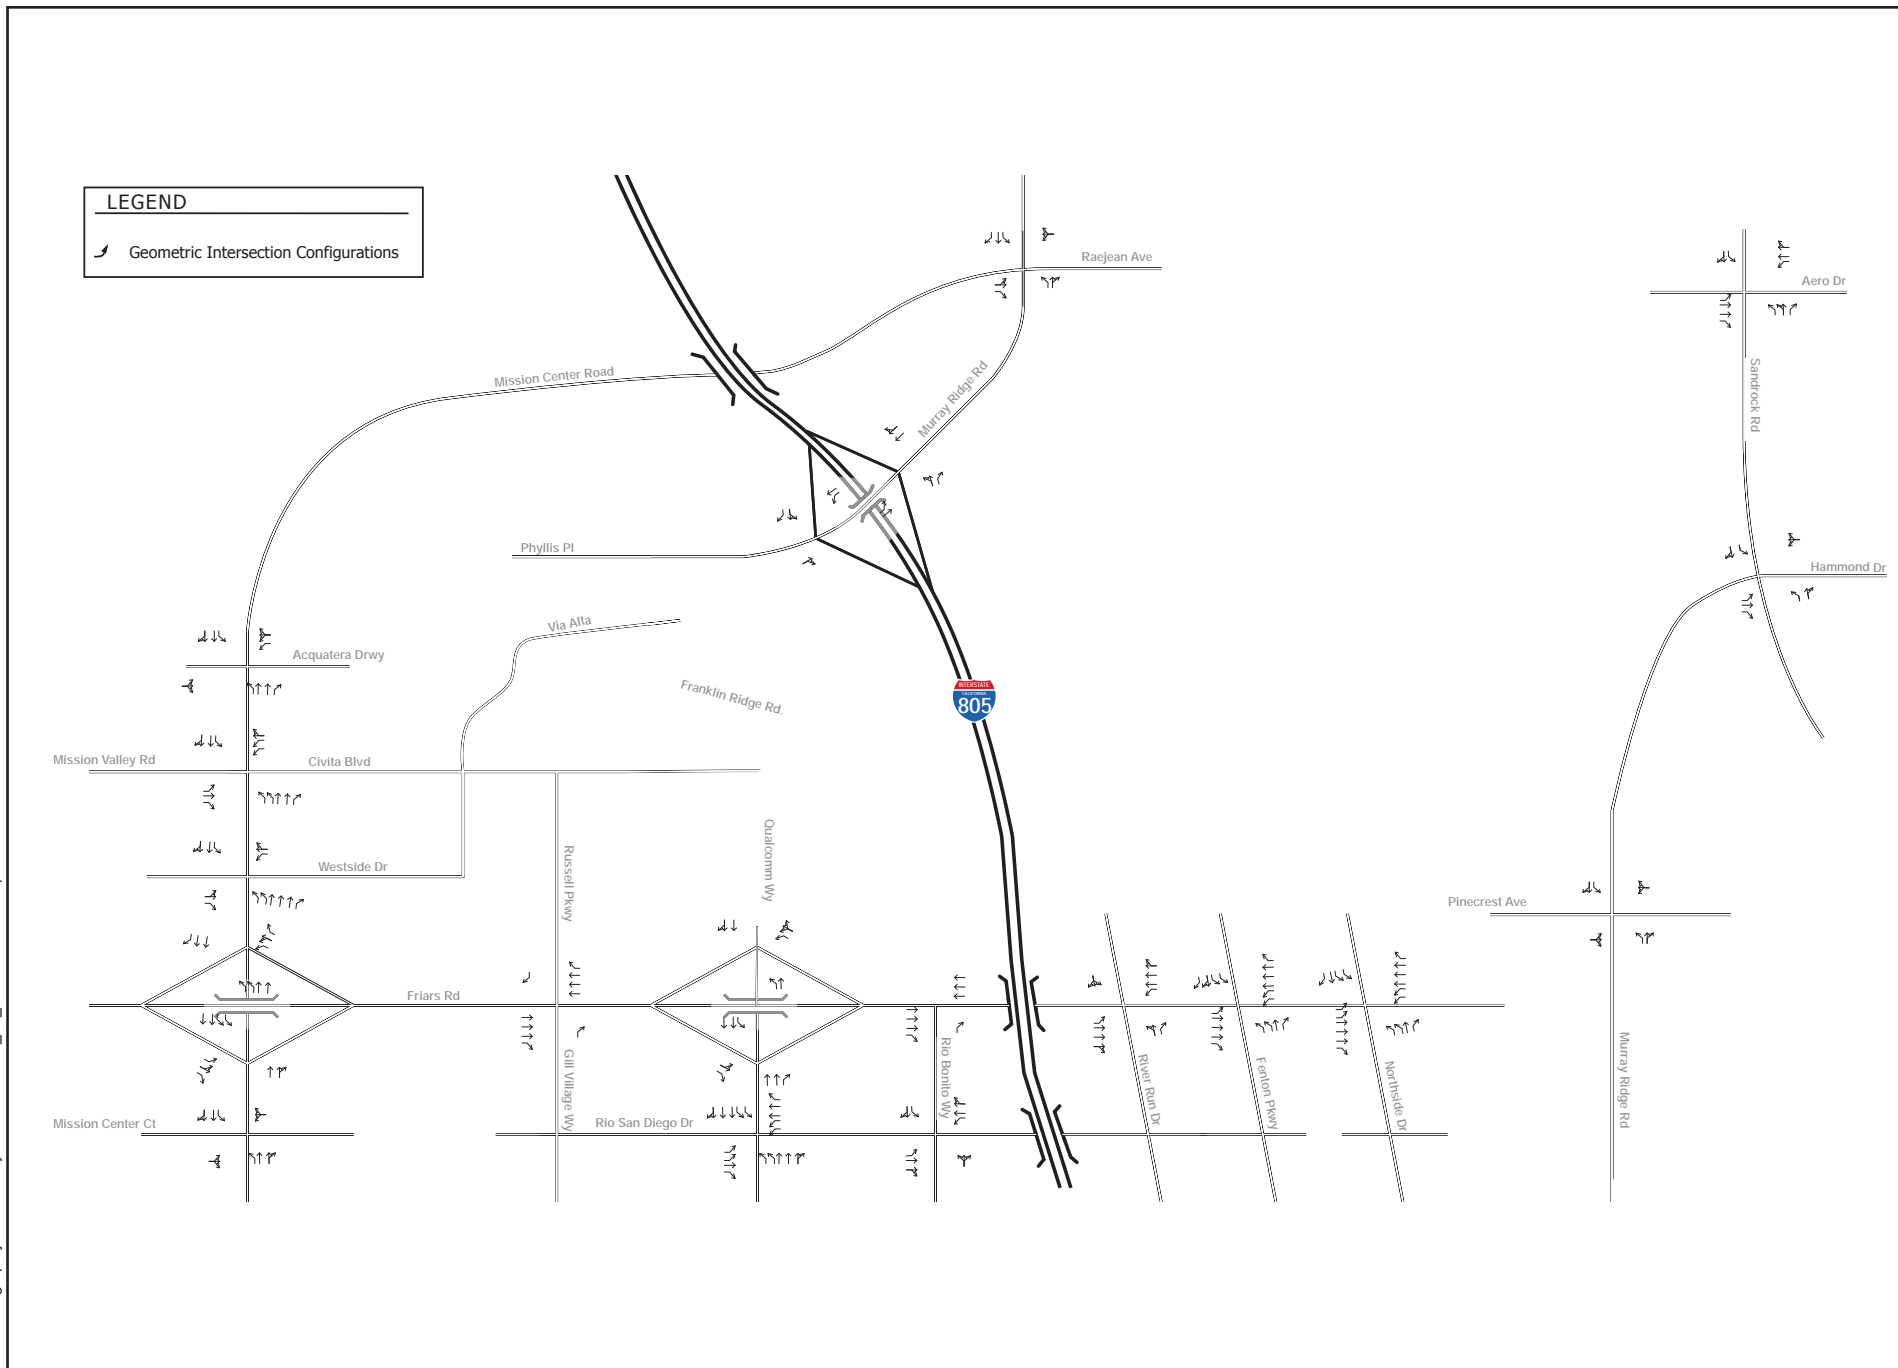 LEGEND
Geometric Intersection Configurations
Raejean Ave
Aero Dr
Mission Center Road
Murray Ridge Rd
Sandrock Rd
Phyllis Pl
Hammond Dr
Via Alta
Acquatera Drwy
Franklin Ridge Rd.
INTERSTATE
CALIFORNIA
805
Mission Valley Rd
Civita Blvd
Qualcomm Wy
Russell Pkwy
Westside Dr
Pinecrest Ave
Friars Rd
Gill Village Wy
Rio Bonito Wy
River Run Dr
Fenton Pkwy
Northside Dr
Murray Ridge Rd
Mission Center Ct
Rio San Diego Dr